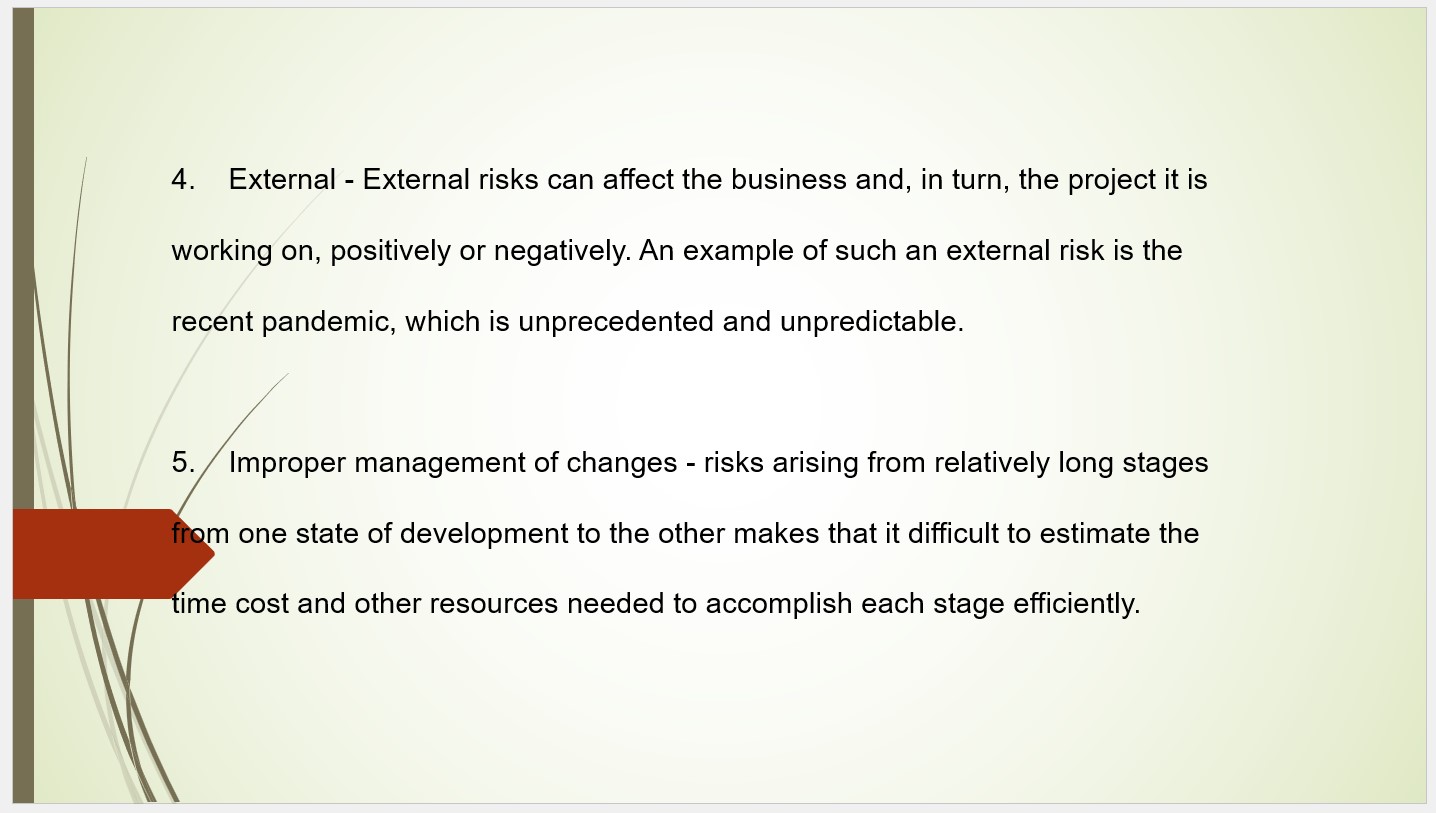 4. External - External risks can affect the business and, in turn, the project it is
working on, positively or negatively. An example of such an external risk is the
recent pandemic, which is unprecedented and unpredictable.
5. Improper management of changes - risks arising from relatively long stages
from one state of development to the other makes that it difficult to estimate the
time cost and other resources needed to accomplish each stage efficiently.